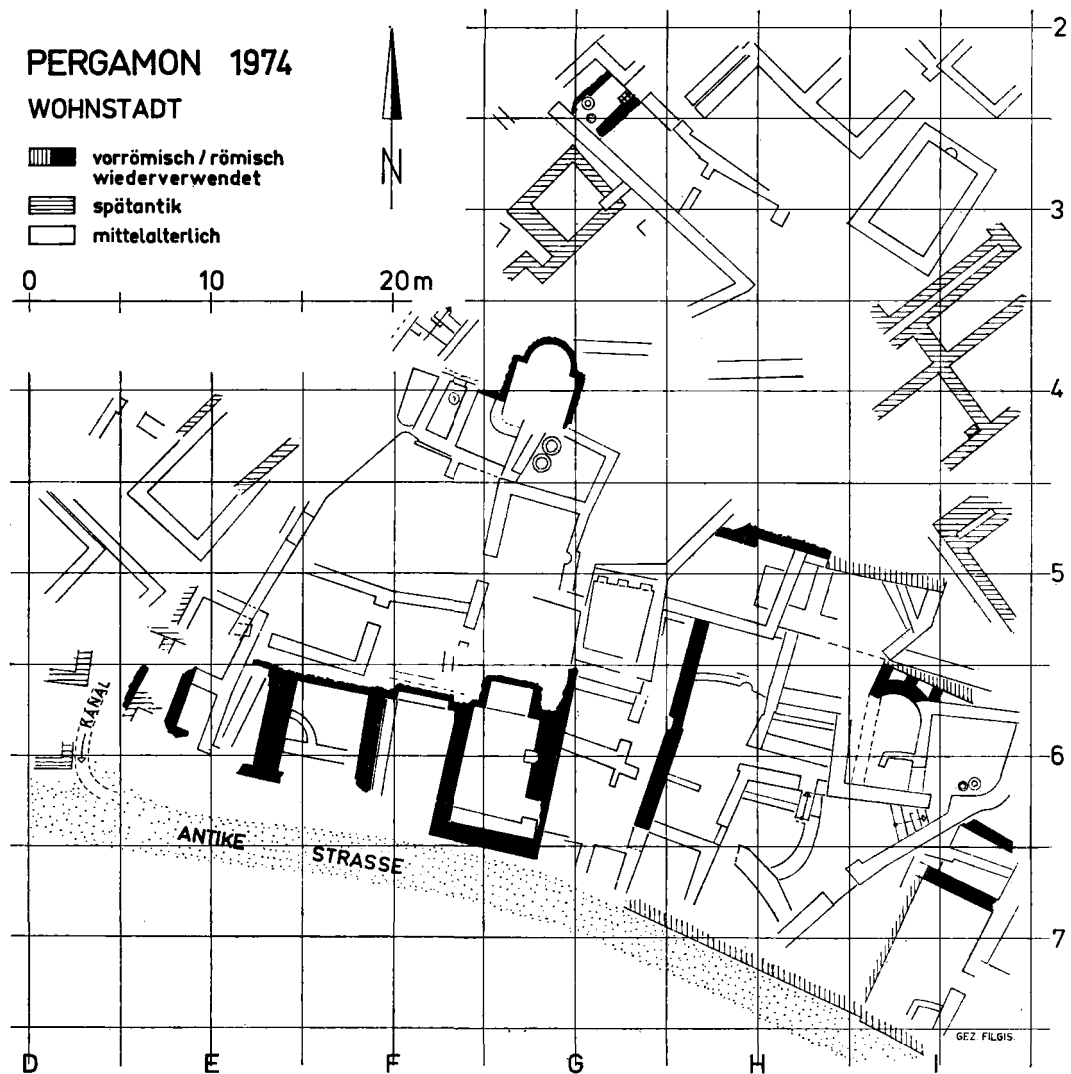 PERGAMON 1974
WOHNSTADT
vorrömisch / römisch
wiederverwendet
spätantik
mittelalterlich
N
0 10 20 m
2
3
4
5
6
7
KANAL
ANTIKE STRASSE
GEZ. FILGIS.
D E F G H I